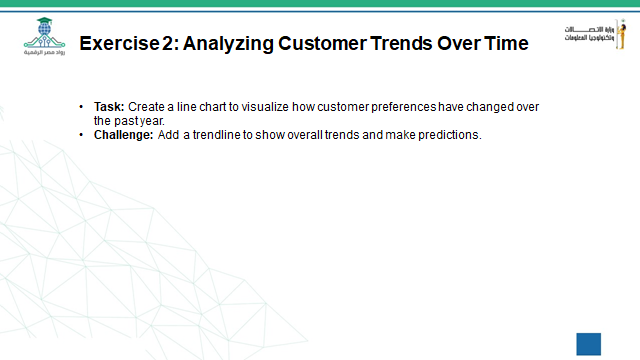 رواد مصر الرقمية
وزارة الاتصالات
وتكنولوجيا المعلومات
Exercise 2: Analyzing Customer Trends Over Time
• Task: Create a line chart to visualize how customer preferences have changed over
the past year.
• Challenge: Add a trendline to show overall trends and make predictions.